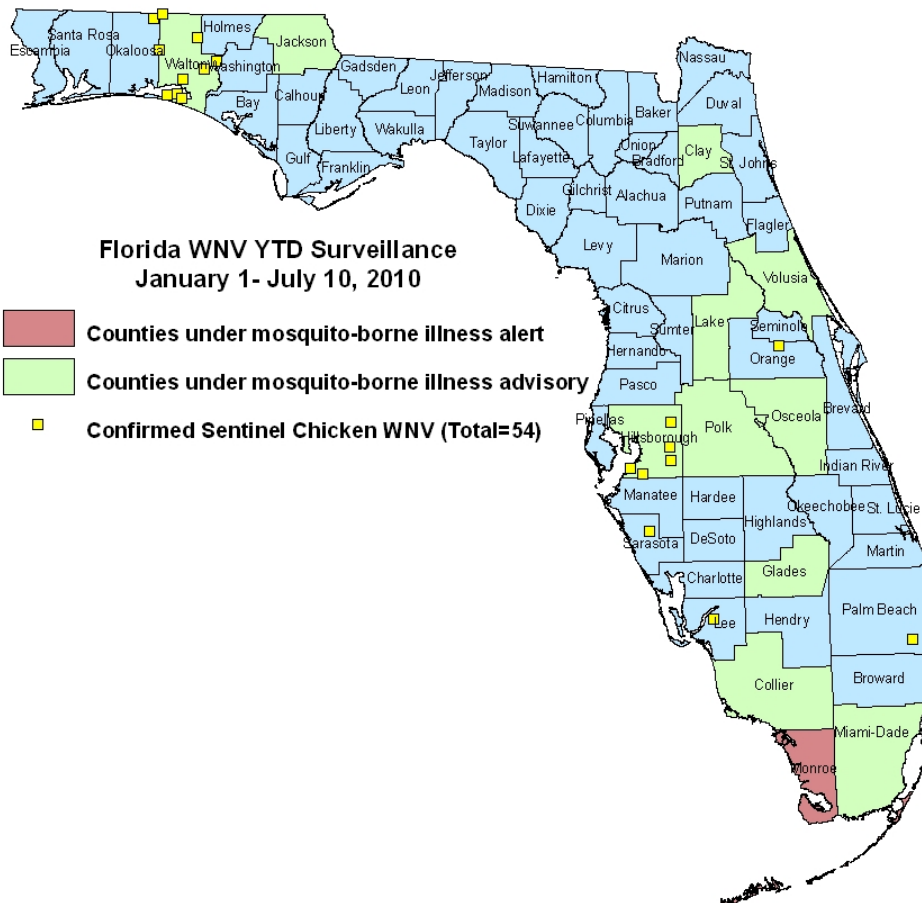 Holmes
Santa Rosa
Jackson
Escambia
Okaloosa
Walton
Washington
Gadsden
Jefferson
Hamilton
Nassau
Leon
Madison
Calhoun
Bay
Baker
Duval
Suwannee
Columbia
Liberty
Wakulla
Taylor
Union
Clay
Gulf
Lafayette
Bradford
St. Johns
Franklin
Gilchrist
Alachua
Putnam
Dixie
Flagler
Levy
Marion
Florida WNV YTD Surveillance
January 1- July 10, 2010
Volusia
Citrus
Counties under mosquito-borne illness alert
Sumter
Lake
Seminole
Hernando
Orange
Counties under mosquito-borne illness advisory
Pasco
Brevard
Pinellas
Osceola
Confirmed Sentinel Chicken WNV (Total=54)
Hillsborough
Polk
Indian River
Manatee
Hardee
Okeechobee
St. Lucie
Highlands
Sarasota
DeSoto
Martin
Charlotte
Glades
Palm Beach
Lee
Hendry
Broward
Collier
Miami-Dade
Monroe